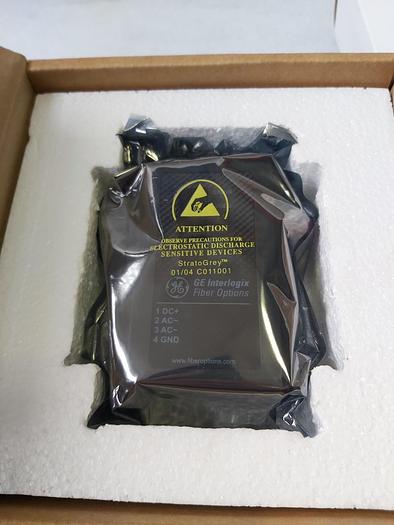 ATTENTION
OBSERVE PRECAUTIONS FOR
ELECTROSTATIC DISCHARGE
SENSITIVE DEVICES
StratoGrey™
01/04 C011001
GE Interlogix
Fiber Options
1 DC+
2 AC~
3 AC~
4 GND
www.fiberoptions.com